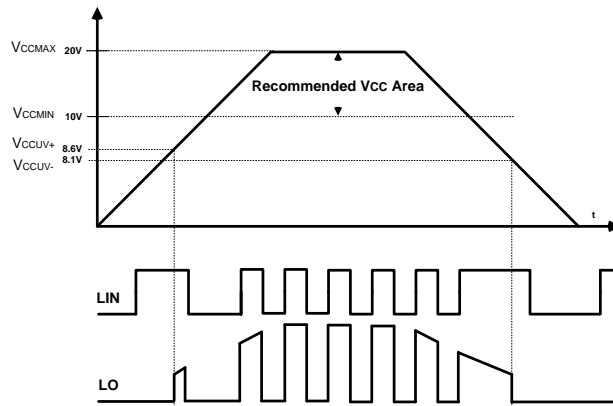 VCCMAX 20V
Recommended VCC Area
VCCMIN 10V
VCCUV+ 8.6V
VCCUV- 8.1V
t
LIN
LO